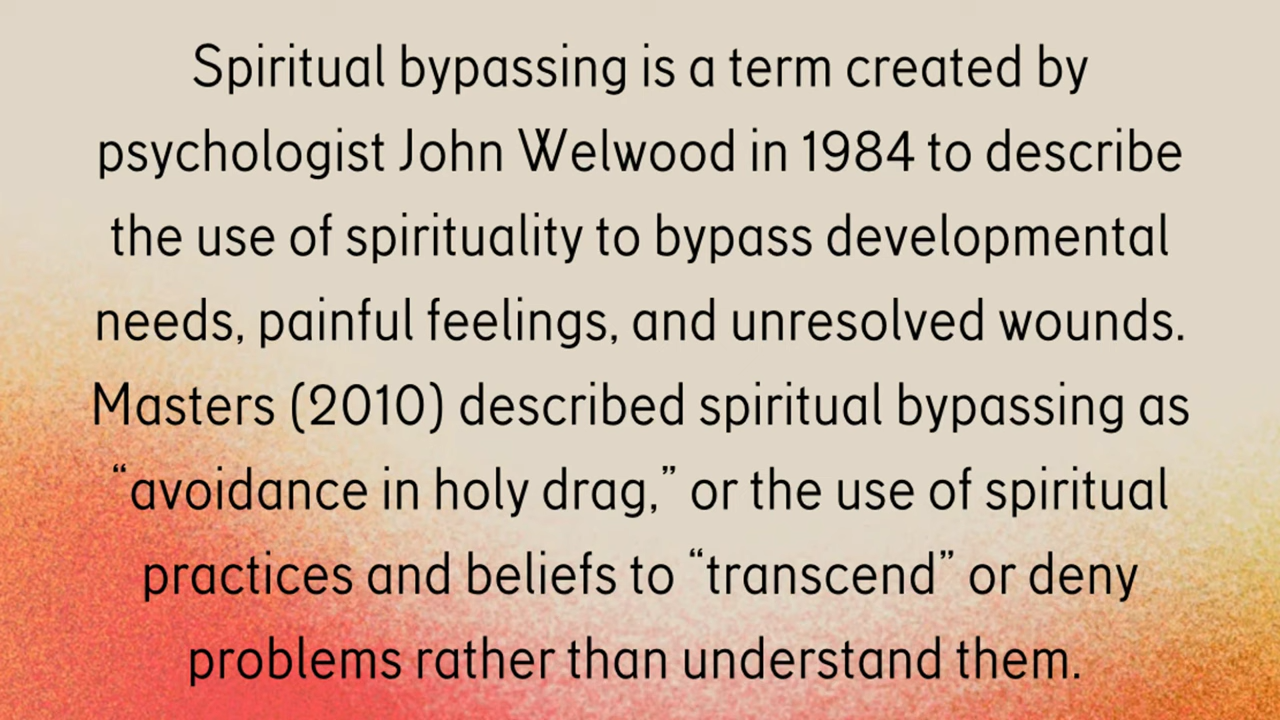 Spiritual bypassing is a term created by
psychologist John Welwood in 1984 to describe
the use of spirituality to bypass developmental
needs, painful feelings, and unresolved wounds.
Masters (2010) described spiritual bypassing as
“avoidance in holy drag,” or the use of spiritual
practices and beliefs to “transcend” or deny
problems rather than understand them.